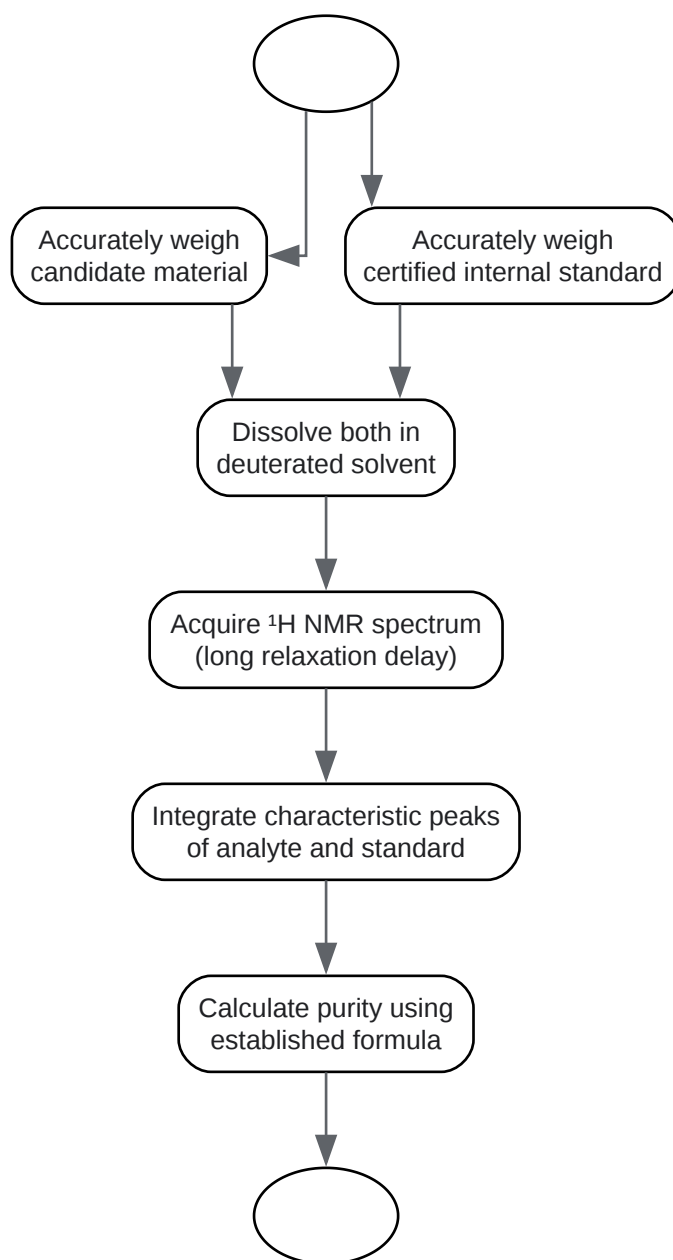 Accurately weigh
candidate material
Accurately weigh
certified internal standard
Dissolve both in
deuterated solvent
Acquire ¹H NMR spectrum
(long relaxation delay)
Integrate characteristic peaks
of analyte and standard
Calculate purity using
established formula